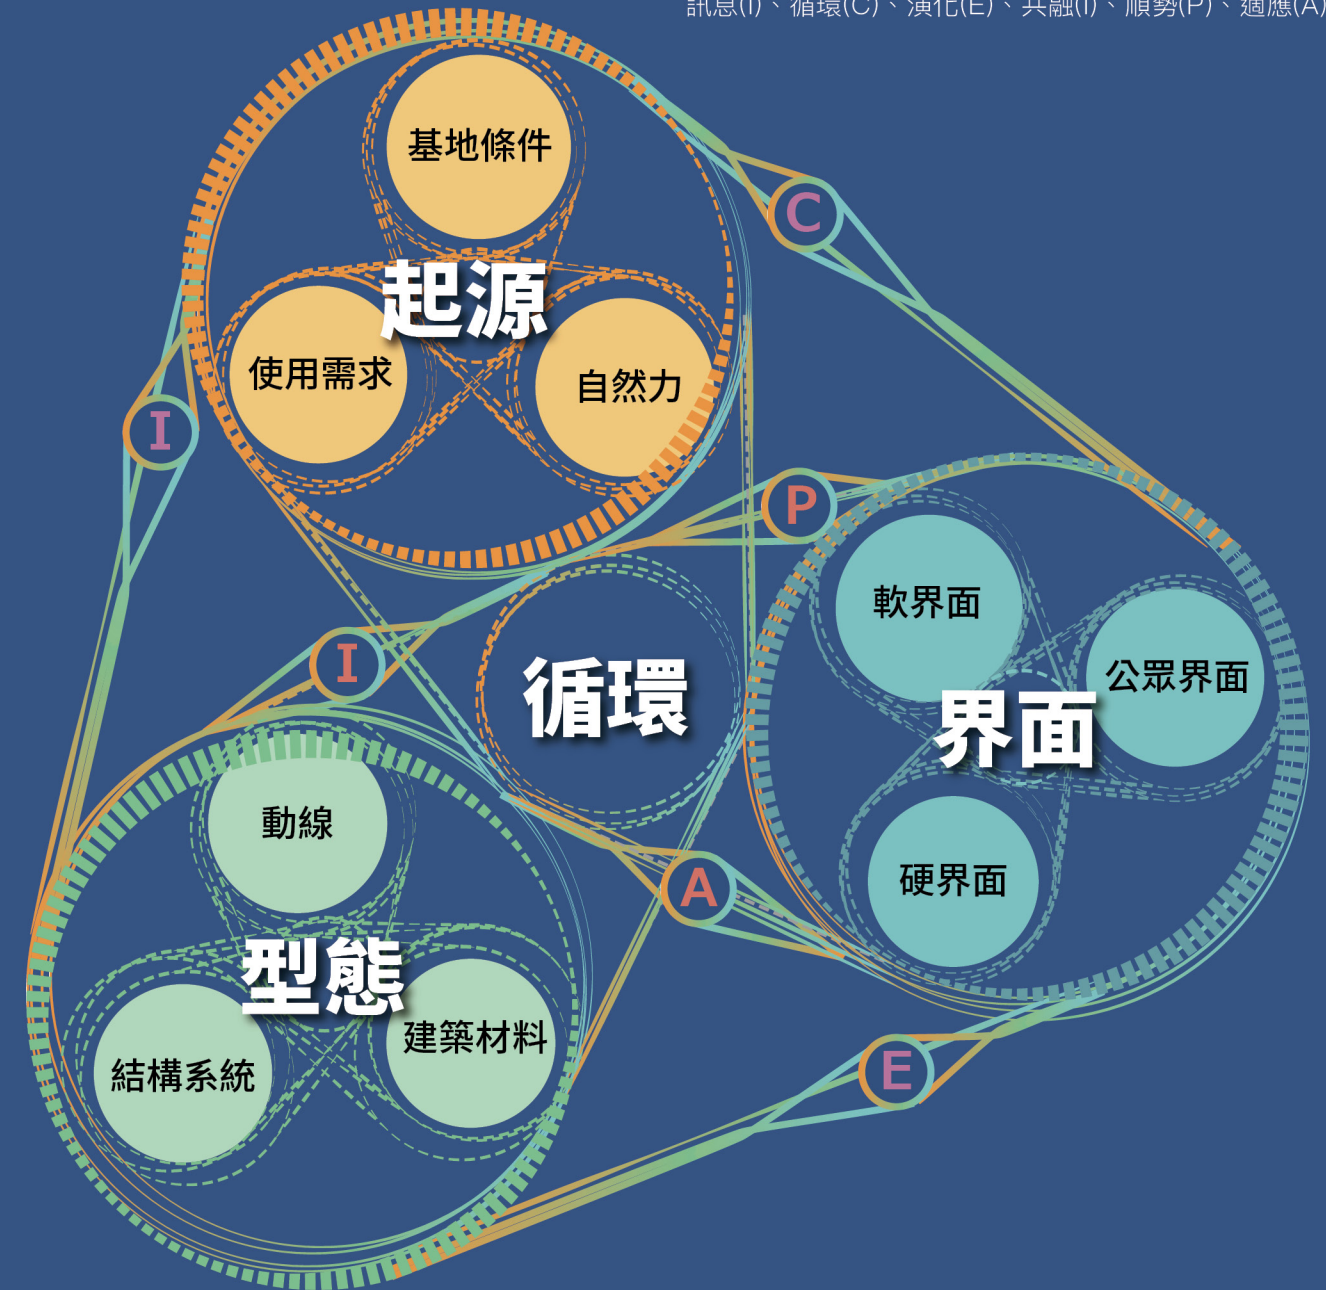 訊息(I)、循環(C)、演化(E)、共融(I)、順勢(P)、適應(A)
基地條件
C
起源
使用需求
自然力
I
P
軟界面
公眾界面
I
循環
界面
動線
硬界面
A
型態
建築材料
結構系統
E